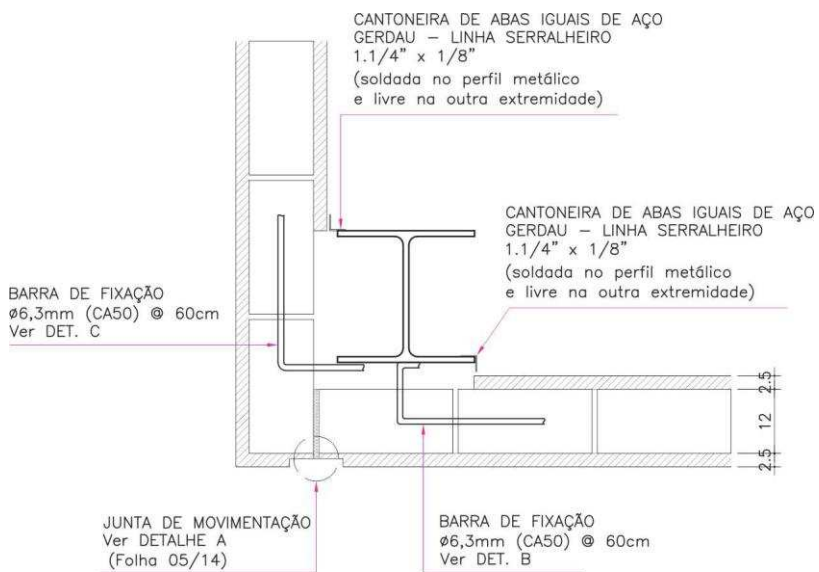 CANTONEIRA DE ABAS IGUAIS DE AÇO
GERDAU – LINHA SERRALHEIRO
1.1/4” x 1/8”
(soldada no perfil metálico
e livre na outra extremidade)
CANTONEIRA DE ABAS IGUAIS DE AÇO
GERDAU – LINHA SERRALHEIRO
1.1/4” x 1/8”
(soldada no perfil metálico
e livre na outra extremidade)
BARRA DE FIXAÇÃO
ø6,3mm (CA50) @ 60cm
Ver DET. C
2.5
12
2.5
JUNTA DE MOVIMENTAÇÃO
Ver DETALHE A
(Folha 05/14)
BARRA DE FIXAÇÃO
ø6,3mm (CA50) @ 60cm
Ver DET. B